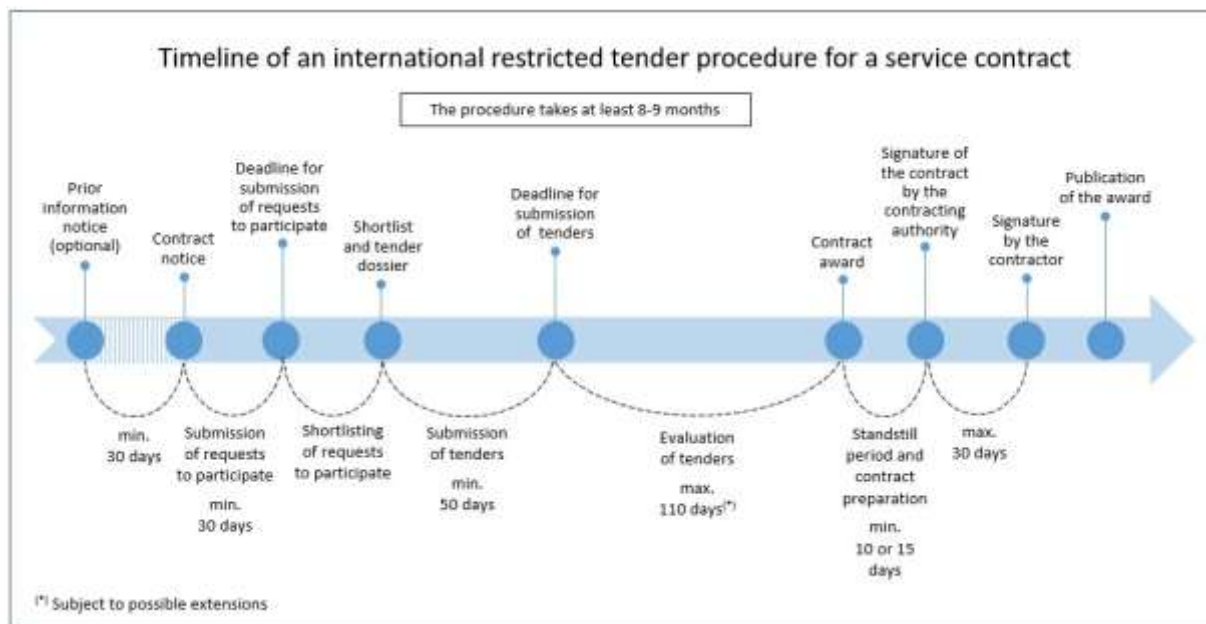 Timeline of an international restricted tender procedure for a service contract
The procedure takes at least 8-9 months
Prior
information
notice
(optional)
Contract
notice
Deadline for
submission
of requests
to participate
Shortlist
and tender
dossier
Deadline for
submission
of tenders
Contract
award
Signature of
the contract
by the
contracting
authority
Signature
by the
contractor
Publication
of the award
min.
30 days
Submission
of requests
to participate
min.
30 days
Shortlisting
of requests
to participate
Submission
of tenders
min.
50 days
Evaluation
of tenders
max.
110 days(*)
Standstill
period and
contract
preparation
min.
10 or 15
days
max.
30 days
(*) Subject to possible extensions